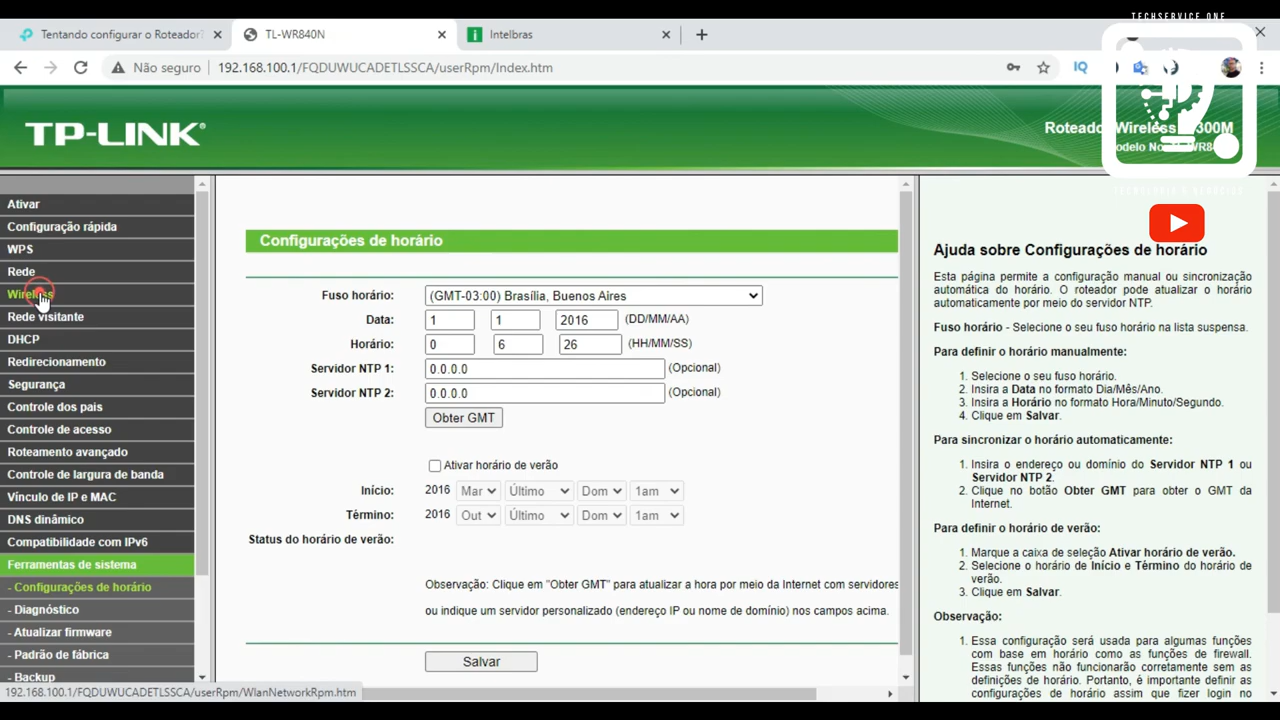 TECHSERVICE ONE
Tentando configurar o Roteador?
TL-WR840N
Intelbras
Não seguro
192.168.100.1/FQDUWUCADETLSSCA/userRpm/Index.htm
IQ
TP-LINK®
Wireless
300M
Ativar
Configuração rápida
WPS
Rede
Wireless
Rede visitante
DHCP
Redirecionamento
Segurança
Controle dos pais
Controle de acesso
Roteamento avançado
Controle de largura de banda
Vínculo de IP e MAC
DNS dinâmico
Compatibilidade com IPv6
Ferramentas de sistema
- Configurações de horário
- Diagnóstico
- Atualizar firmware
- Padrão de fábrica
- Backup
Configurações de horário
Fuso horário: (GMT-03:00) Brasília, Buenos Aires
Data: 1 1 2016 (DD/MM/AA)
Horário: 0 6 26 (HH/MM/SS)
Servidor NTP 1: 0.0.0.0 (Opcional)
Servidor NTP 2: 0.0.0.0 (Opcional)
Obter GMT
Ativar horário de verão
Início: 2016 Mar Último Dom 1am
Término: 2016 Out Último Dom 1am
Status do horário de verão:
Observação: Clique em "Obter GMT" para atualizar a hora por meio da Internet com servidores
ou indique um servidor personalizado (endereço IP ou nome de domínio) nos campos acima.
Salvar
Ajuda sobre Configurações de horário
Esta página permite a configuração manual ou sincronização
automática do horário. O roteador pode atualizar o horário
automaticamente por meio do servidor NTP.
Fuso horário - Selecione o seu fuso horário na lista suspensa.
Para definir o horário manualmente:
1. Selecione o seu fuso horário.
2. Insira a Data no formato Dia/Mês/Ano.
3. Insira a Horário no formato Hora/Minuto/Segundo.
4. Clique em Salvar.
Para sincronizar o horário automaticamente:
1. Insira o endereço ou domínio do Servidor NTP 1 ou
Servidor NTP 2.
2. Clique no botão Obter GMT para obter o GMT da
Internet.
Para definir o horário de verão:
1. Marque a caixa de seleção Ativar horário de verão.
2. Selecione o horário de Início e Término do horário de
verão.
3. Clique em Salvar.
Observação:
1. Essa configuração será usada para algumas funções
com base em horário como as funções de firewall.
Essas funções não funcionarão corretamente sem as
definições de horário. Portanto, é importante definir as
configurações de horário assim que fizer login no
192.168.100.1/FQDUWUCADETLSSCA/userRpm/WlanNetworkRpm.htm